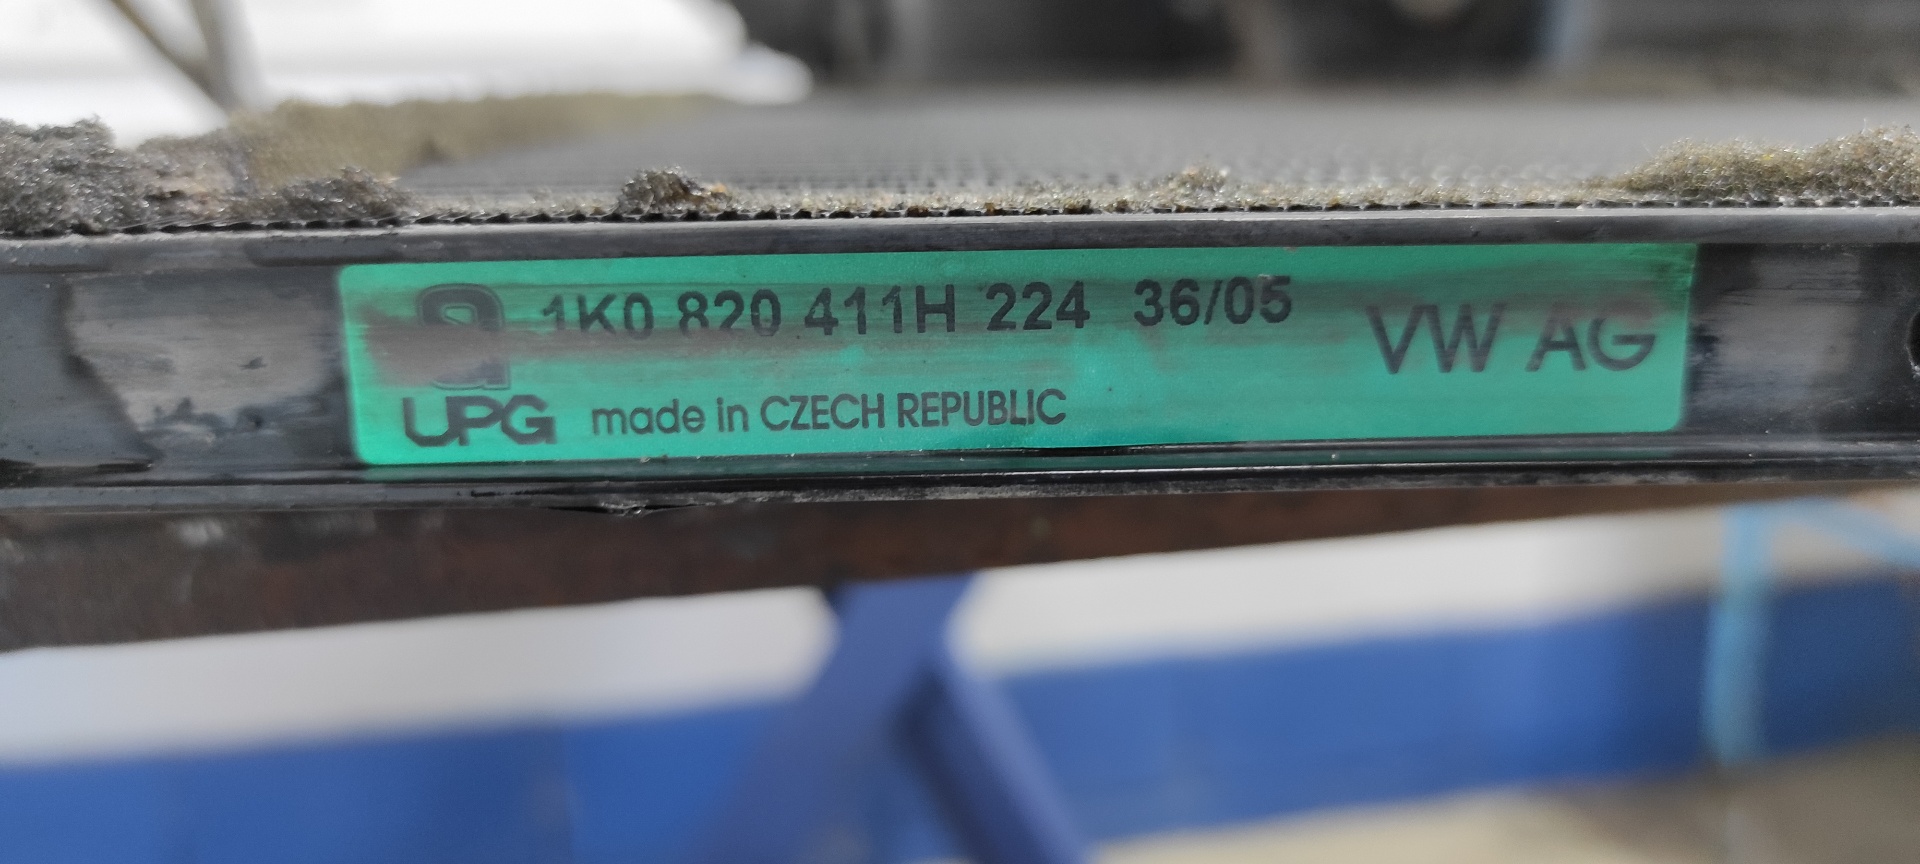 1K0 820 411H 224 36/05
VW AG
UPG made in CZECH REPUBLIC